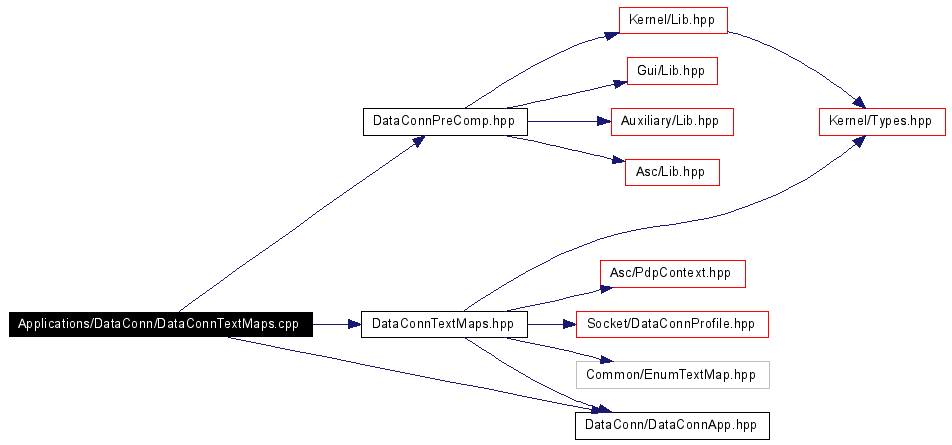 Kernel/Lib.hpp
Gui/Lib.hpp
DataConnPreComp.hpp
Auxiliary/Lib.hpp
Kernel/Types.hpp
Asc/Lib.hpp
Asc/PdpContext.hpp
Applications/DataConn/DataConnTextMaps.cpp
DataConnTextMaps.hpp
Socket/DataConnProfile.hpp
Common/EnumTextMap.hpp
DataConn/DataConnApp.hpp